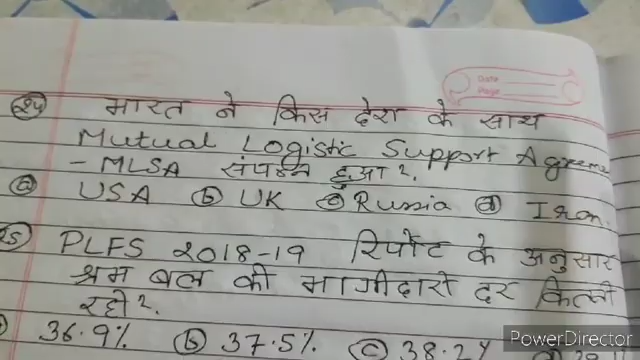 Date
Page
(24) भारत ने किस देश के साथ
Mutual Logistic Support Agreeme
- MLSA संपन्न हुआ ?.
(a) USA (b) UK (c) Russia (d) Iran.
25) PLFS 2018-19 रिपोर्ट के अनुसार
श्रम बल की भागीदारी दर कितनी
रही ?.
) 36.9% (b) 37.5% (c) 38.2%
PowerDirector